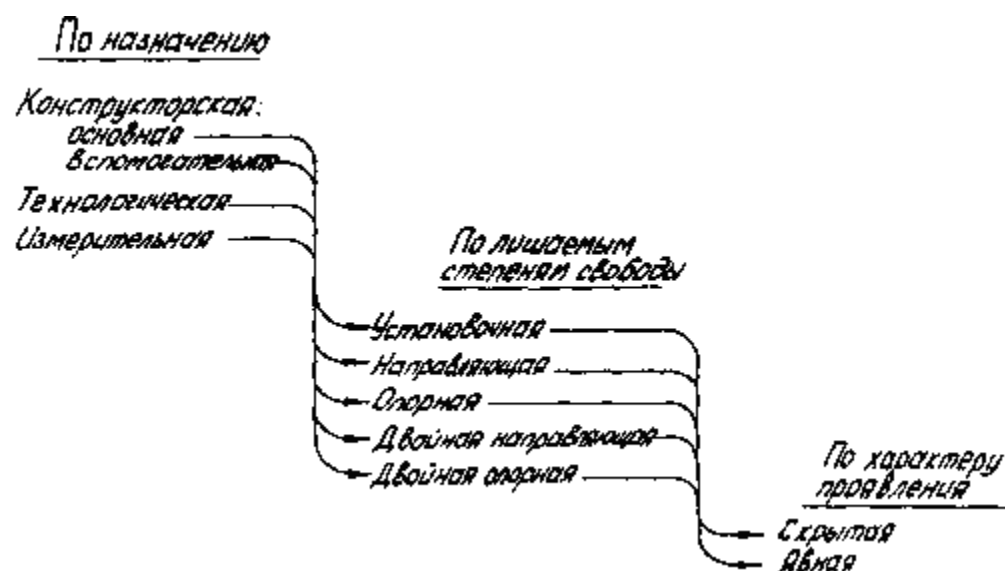 По назначению
Конструкторская:
основная
вспомогательная
Технологическая
Измерительная
По лишаемым
степеням свободы
Установочная
Направляющая
Опорная
Двойная направляющая
Двойная опорная
По характеру
проявления
Скрытая
Явная